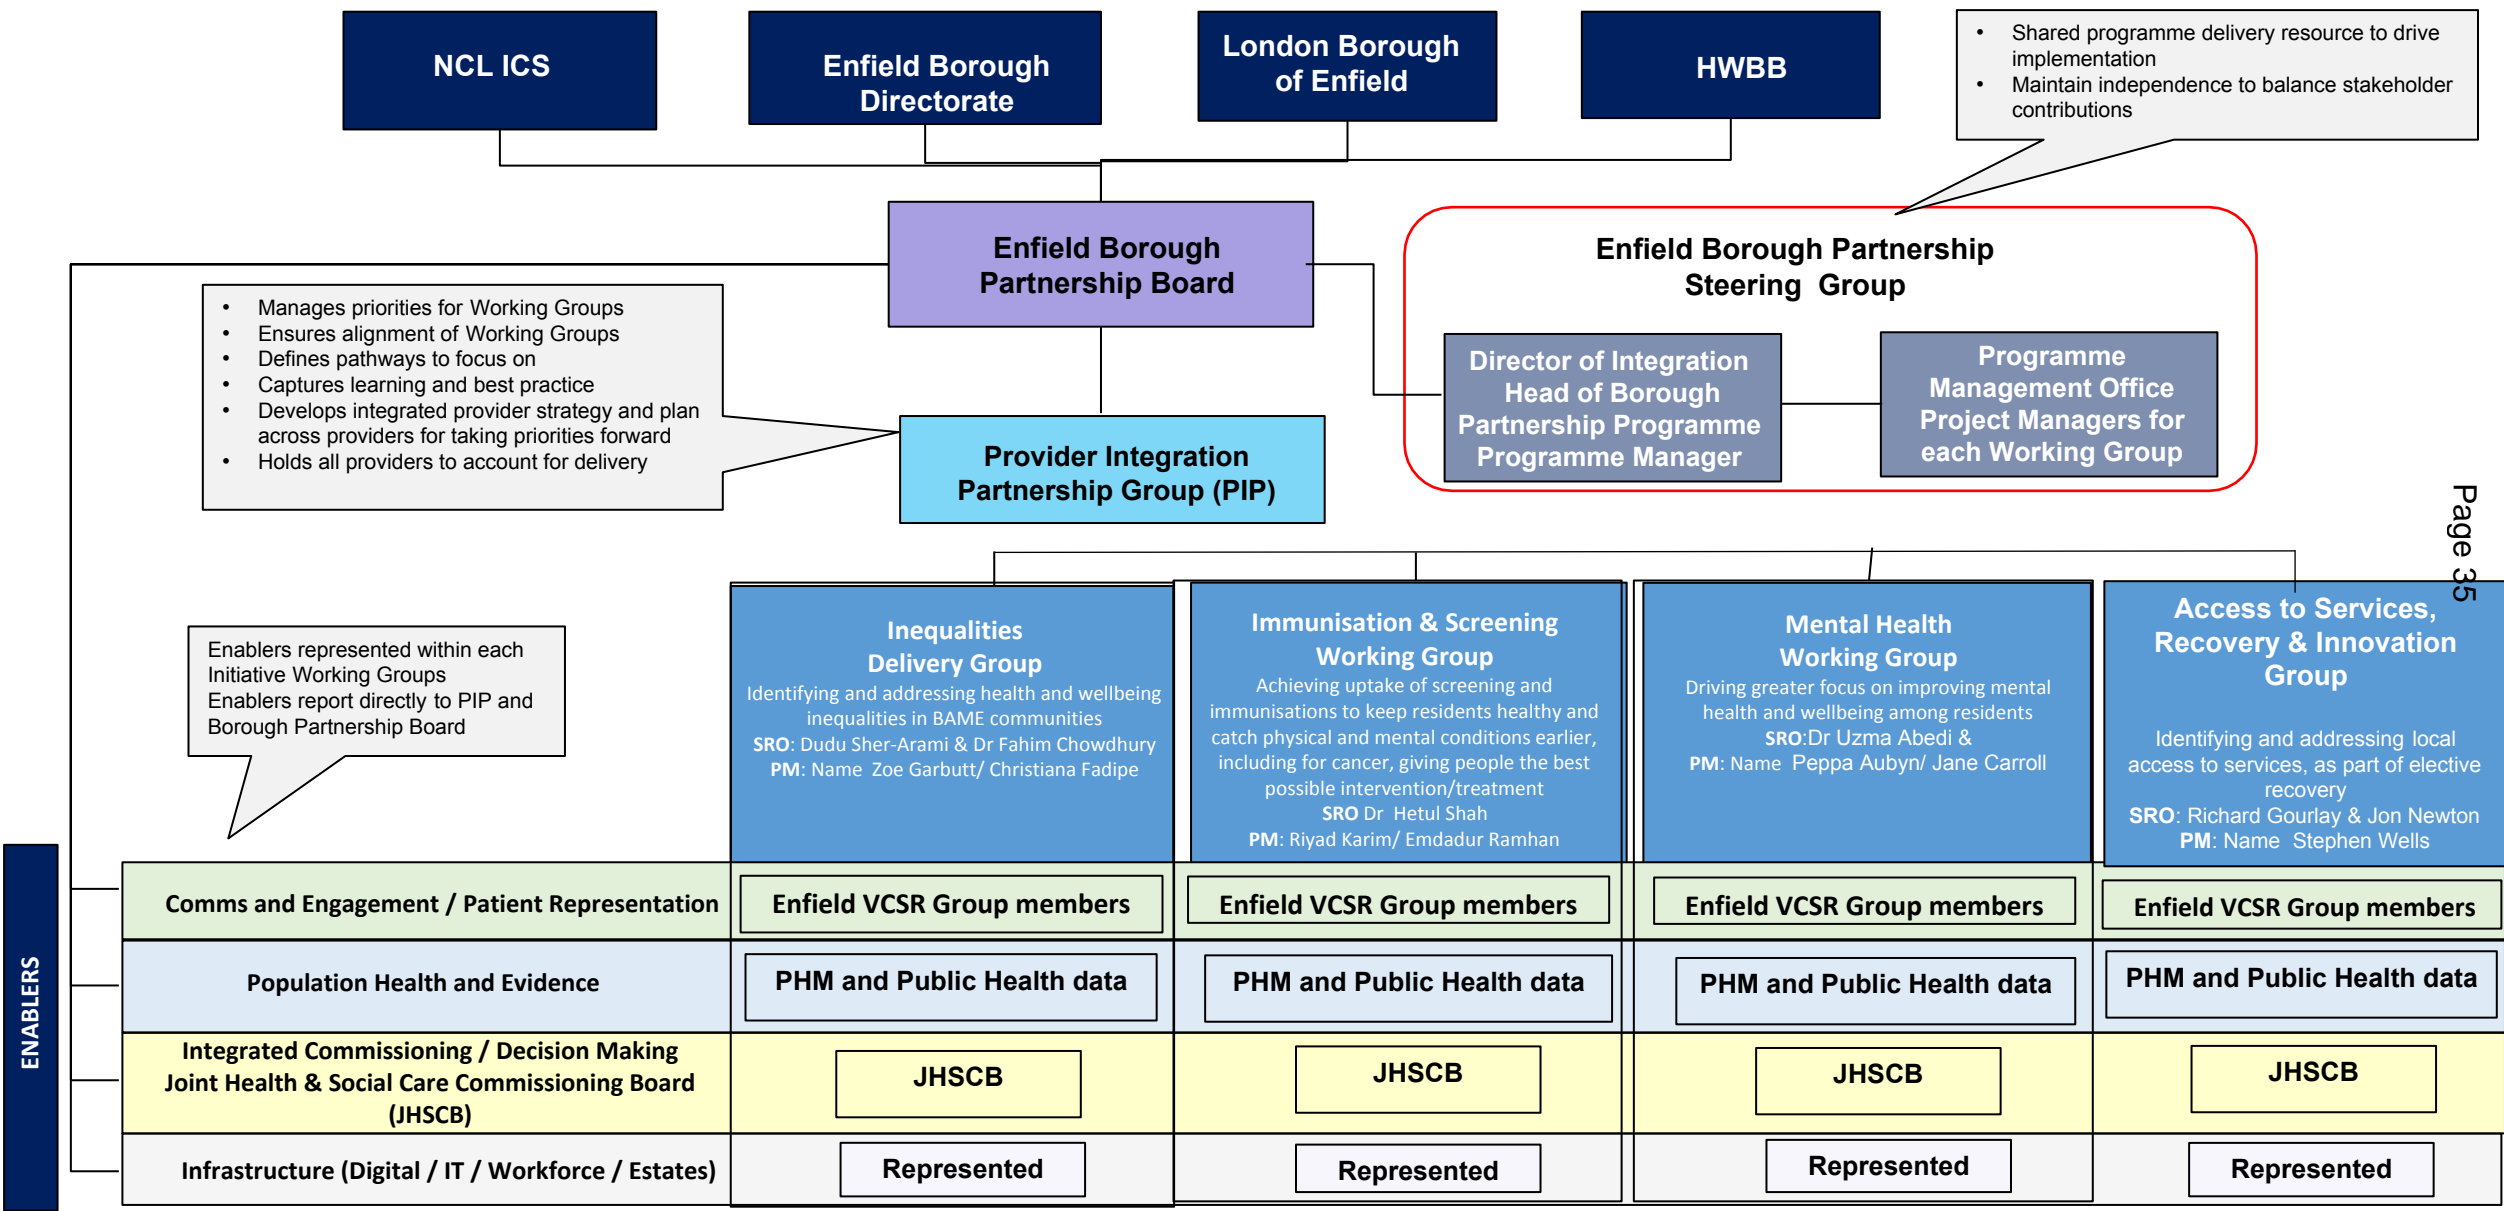 NCL ICS
Enfield Borough
Directorate
London Borough
of Enfield
HWBB
• Shared programme delivery resource to drive
implementation
• Maintain independence to balance stakeholder
contributions
Enfield Borough
Partnership Board
Enfield Borough Partnership
Steering Group
Director of Integration
Head of Borough
Partnership Programme
Programme Manager
Programme
Management Office
Project Managers for
each Working Group
• Manages priorities for Working Groups
• Ensures alignment of Working Groups
• Defines pathways to focus on
• Captures learning and best practice
• Develops integrated provider strategy and plan
across providers for taking priorities forward
• Holds all providers to account for delivery
Provider Integration
Partnership Group (PIP)
Page 35
Inequalities
Delivery Group
Identifying and addressing health and wellbeing
inequalities in BAME communities
SRO: Dudu Sher-Arami & Dr Fahim Chowdhury
PM: Name Zoe Garbutt/ Christiana Fadipe
Immunisation & Screening
Working Group
Achieving uptake of screening and
immunisations to keep residents healthy and
catch physical and mental conditions earlier,
including for cancer, giving people the best
possible intervention/treatment
SRO Dr Hetul Shah
PM: Riyad Karim/ Emdadur Ramhan
Mental Health
Working Group
Driving greater focus on improving mental
health and wellbeing among residents
SRO:Dr Uzma Abedi &
PM: Name Peppa Aubyn/ Jane Carroll
Access to Services,
Recovery & Innovation
Group
Identifying and addressing local
access to services, as part of elective
recovery
SRO: Richard Gourlay & Jon Newton
PM: Name Stephen Wells
Enablers represented within each
Initiative Working Groups
Enablers report directly to PIP and
Borough Partnership Board
ENABLERS
Comms and Engagement / Patient Representation
Enfield VCSR Group members
Enfield VCSR Group members
Enfield VCSR Group members
Enfield VCSR Group members
Population Health and Evidence
PHM and Public Health data
PHM and Public Health data
PHM and Public Health data
PHM and Public Health data
Integrated Commissioning / Decision Making
Joint Health & Social Care Commissioning Board
(JHSCB)
JHSCB
JHSCB
JHSCB
JHSCB
Infrastructure (Digital / IT / Workforce / Estates)
Represented
Represented
Represented
Represented